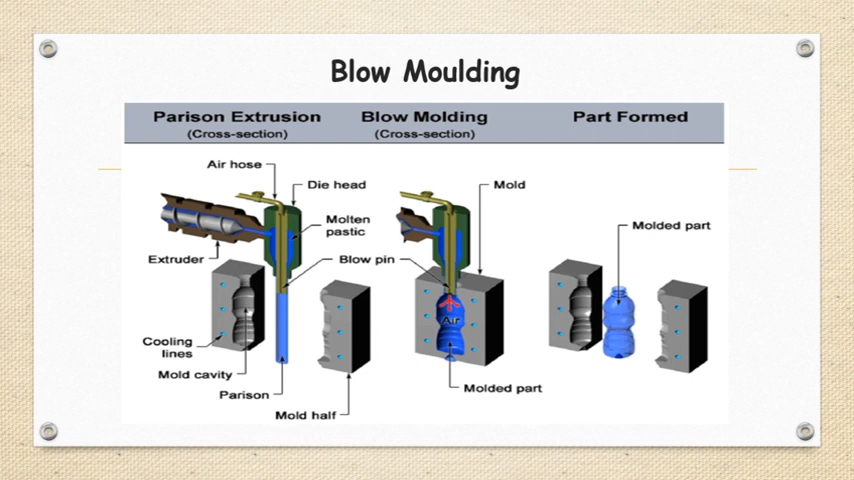 Blow Moulding
Parison Extrusion
(Cross-section)
Blow Molding
(Cross-section)
Part Formed
Air hose
Die head
Molten
pastic
Extruder
Blow pin
Cooling
lines
Mold cavity
Parison
Mold half
Mold
Air
Molded part
Molded part